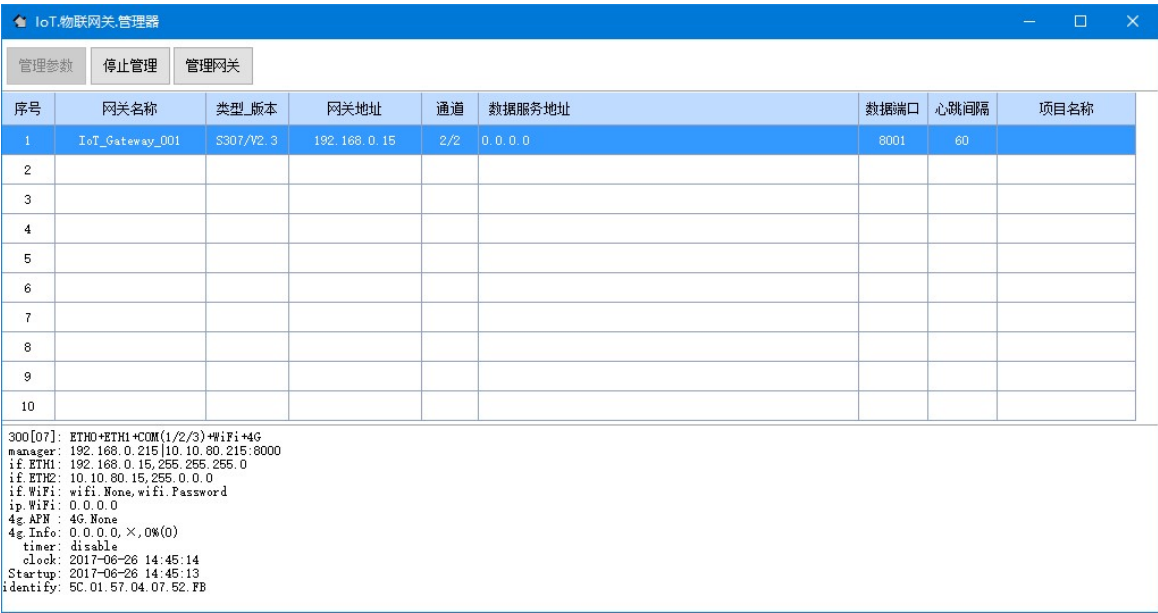 IoT.物联网关.管理器
管理参数 停止管理 管理网关
序号 网关名称 类型_版本 网关地址 通道 数据服务地址 数据端口 心跳间隔 项目名称
1 IoT_Gateway_001 S307/V2.3 192.168.0.15 2/2 0.0.0.0 8001 60
2
3
4
5
6
7
8
9
10
300[07]: ETH0+ETH1+COM(1/2/3)+WiFi+4G
manager: 192.168.0.215|10.10.80.215:8000
if.ETH1: 192.168.0.15,255.255.255.0
if.ETH2: 10.10.80.15,255.0.0.0
if.WiFi: wifi.None,wifi.Password
ip.WiFi: 0.0.0.0
4g.APN : 4G.None
4g.Info: 0.0.0.0,×,0%(0)
timer: disable
clock: 2017-06-26 14:45:14
Startup: 2017-06-26 14:45:13
identify: 5C.01.57.04.07.52.FB